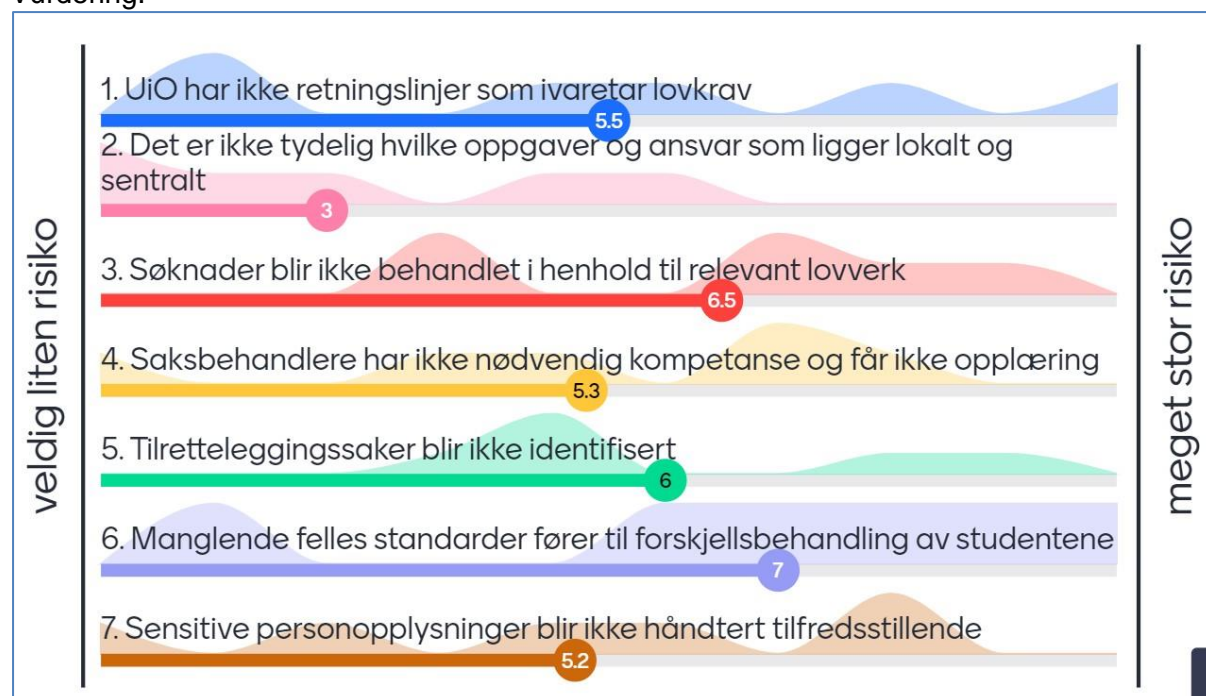 Vurdering:
veldig liten risiko
1. UiO har ikke retningslinjer som ivaretar lovkrav
5.5
2. Det er ikke tydelig hvilke oppgaver og ansvar som ligger lokalt og
sentralt
3
3. Søknader blir ikke behandlet i henhold til relevant lovverk
6.5
4. Saksbehandlere har ikke nødvendig kompetanse og får ikke opplæring
5.3
5. Tilretteleggingssaker blir ikke identifisert
6
6. Manglende felles standarder fører til forskjellsbehandling av studentene
7
7. Sensitive personopplysninger blir ikke håndtert tilfredsstillende
5.2
meget stor risiko